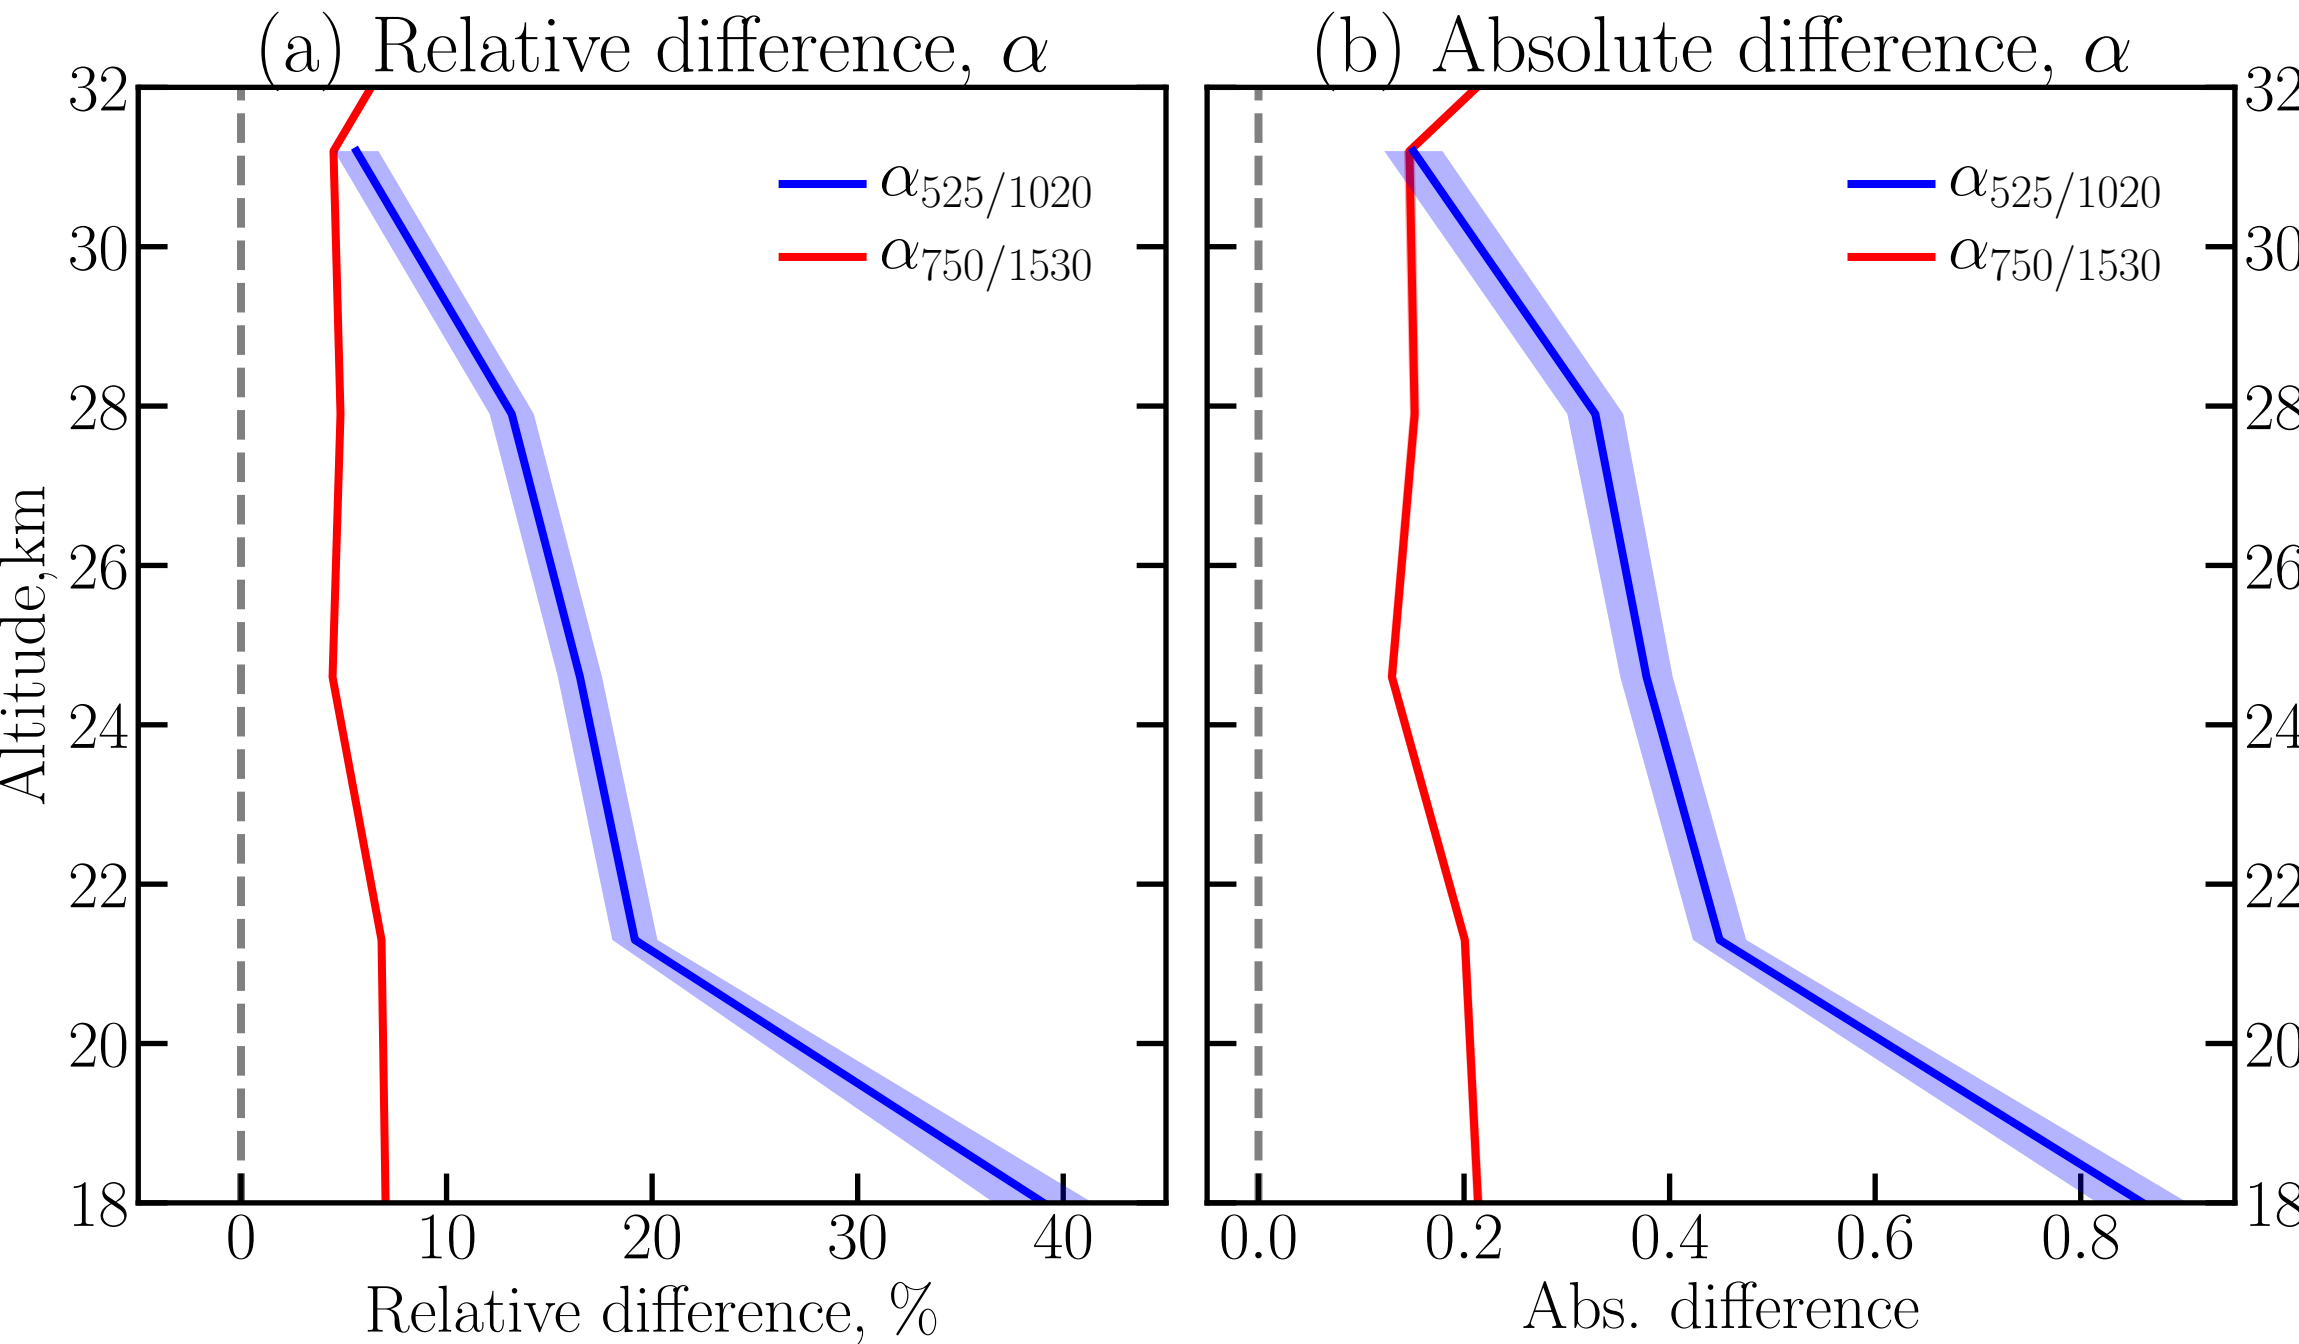 (a) Relative difference, α
(b) Absolute difference, α
32
30
28
26
24
22
20
18
Altitude,km
α525/1020
α750/1530
0 10 20 30 40
Relative difference, %
α525/1020
α750/1530
32
30
28
26
24
22
20
18
0.0 0.2 0.4 0.6 0.8
Abs. difference